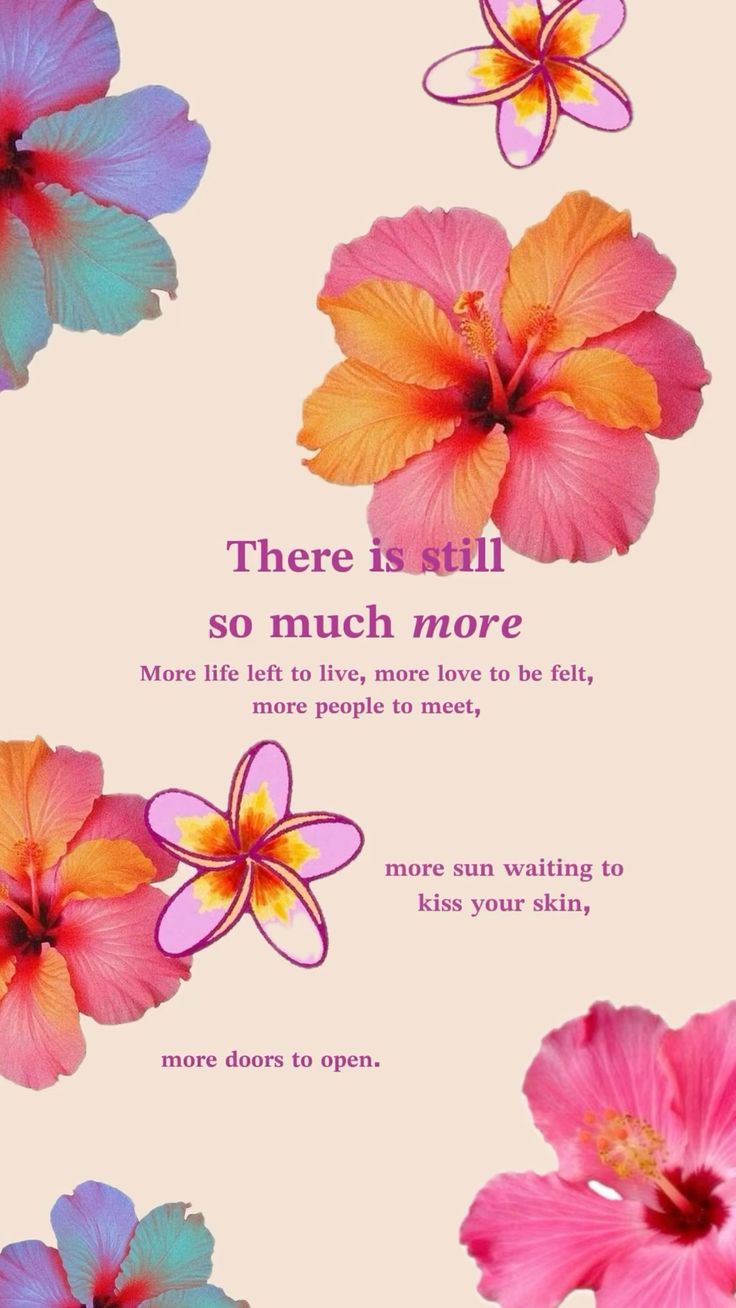 There is still
so much more
More life left to live, more love to be felt,
more people to meet,
more sun waiting to
kiss your skin,
more doors to open.